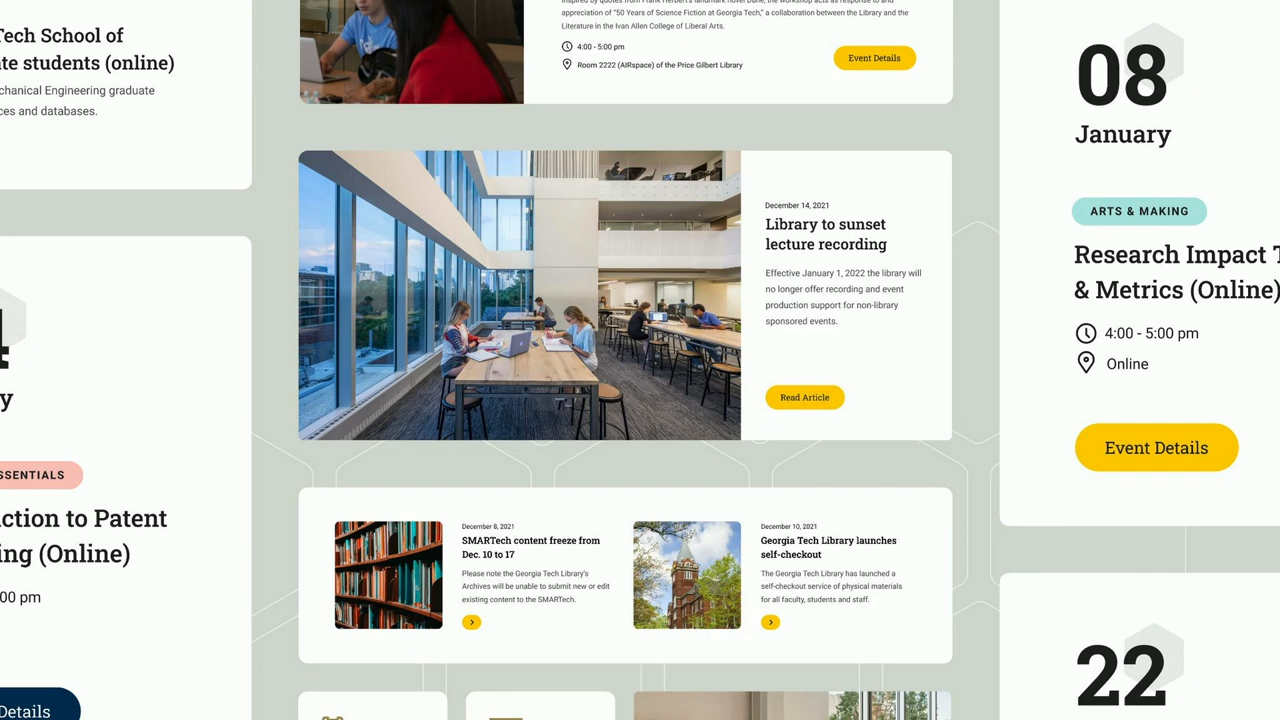 Tech School of
te students (online)
chanical Engineering graduate
ces and databases.
4
y
SSENTIALS
ction to Patent
ing (Online)
00 pm
Details
inspired by quotes from Frank Herbert's landmark novel Dune, the workshop acts as response to and
appreciation of "50 Years of Science Fiction at Georgia Tech," a collaboration between the Library and the
Literature in the Ivan Allen College of Liberal Arts.
4:00 - 5:00 pm
Room 2222 (AIRspace) of the Price Gilbert Library
Event Details
December 14, 2021
Library to sunset
lecture recording
Effective January 1, 2022 the library will
no longer offer recording and event
production support for non-library
sponsored events.
Read Article
December 8, 2021
SMARTech content freeze from
Dec. 10 to 17
Please note the Georgia Tech Library's
Archives will be unable to submit new or edit
existing content to the SMARTech.
December 10, 2021
Georgia Tech Library launches
self-checkout
The Georgia Tech Library has launched a
self-checkout service of physical materials
for all faculty, students and staff.
08
January
ARTS & MAKING
Research Impact T
& Metrics (Online)
4:00 - 5:00 pm
Online
Event Details
22